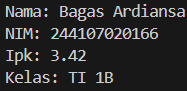 Nama: Bagas Ardiansa
NIM: 244107020166
Ipk: 3.42
Kelas: TI 1B